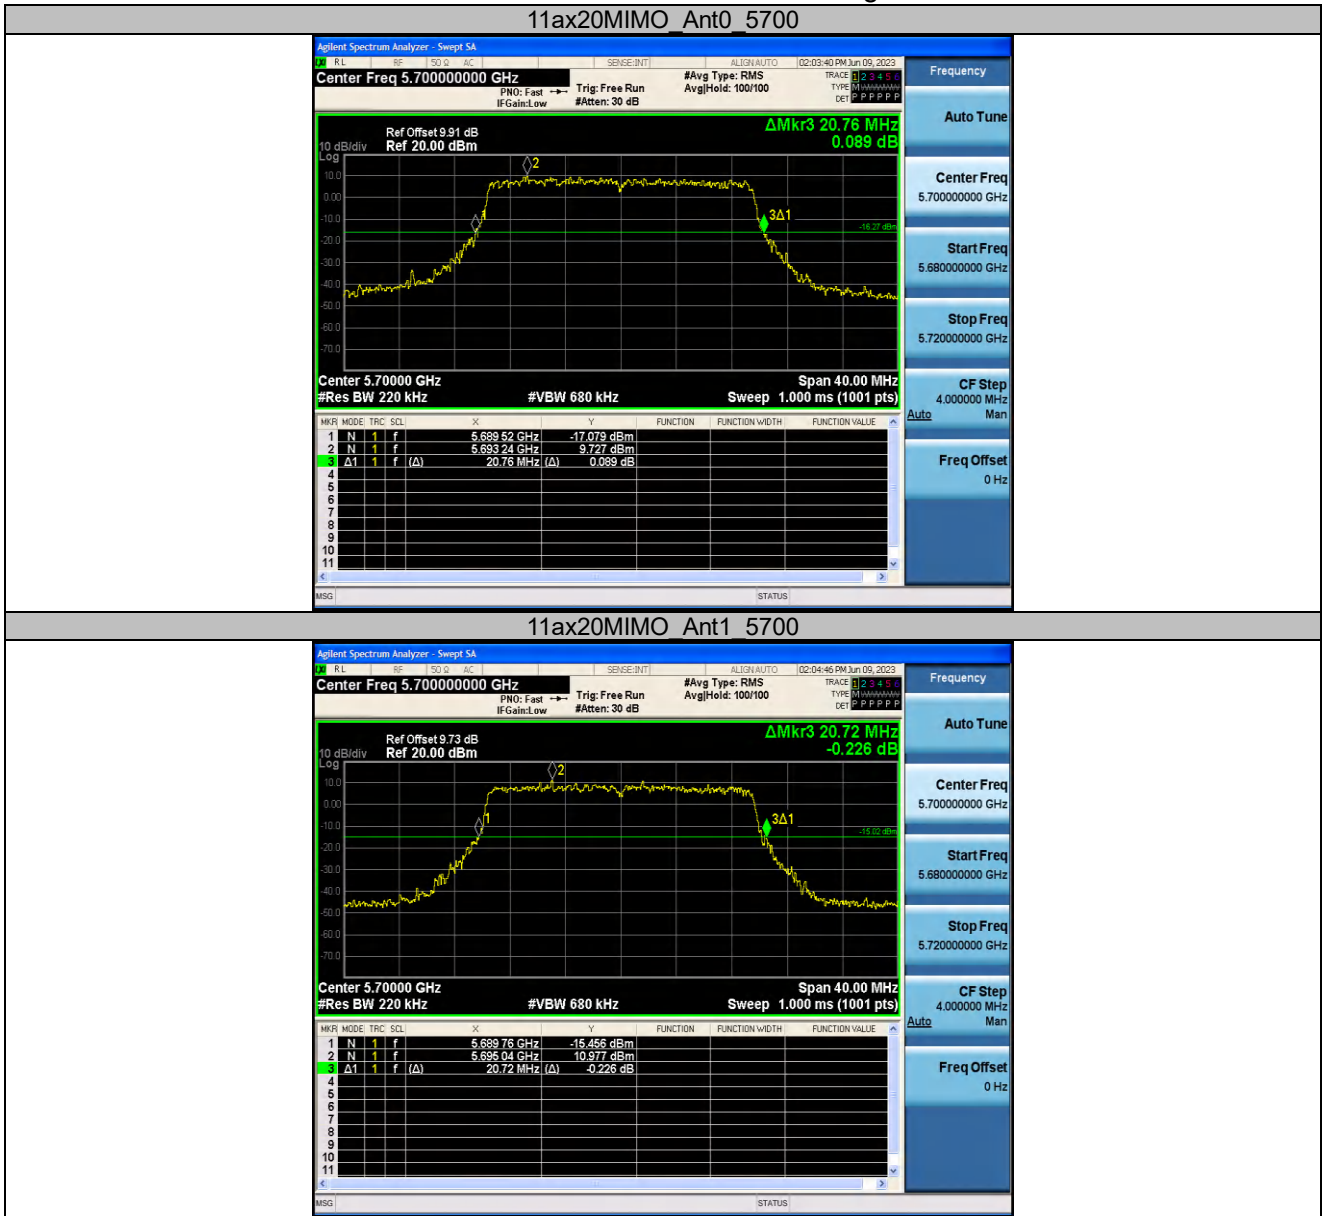 11ax20MIMO_Ant0_5700
Agilent Spectrum Analyzer - Swept SA
RL RF 50 Ω AC SENSE:INT ALIGN AUTO 02:03:40 PM Jun 09, 2023
Center Freq 5.700000000 GHz #Avg Type: RMS TRACE 1 2 3 4 5 6
PNO: Fast Trig: Free Run Avg|Hold: 100/100 TYPE M
IFGain:Low #Atten: 30 dB DET P P P P P P
Frequency
Auto Tune
Center Freq
5.700000000 GHz
Start Freq
5.680000000 GHz
Stop Freq
5.720000000 GHz
CF Step
4.000000 MHz
Auto Man
Freq Offset
0 Hz
ΔMkr3 20.76 MHz
0.089 dB
Ref Offset 9.91 dB
10 dB/div Ref 20.00 dBm
Log
10.0
0.00
-10.0
-20.0
-30.0
-40.0
-50.0
-60.0
-70.0
2
3Δ1
-16.27 dBm
Center 5.70000 GHz Span 40.00 MHz
#Res BW 220 kHz #VBW 680 kHz Sweep 1.000 ms (1001 pts)
MKR MODE TRC SCL X Y FUNCTION FUNCTION WIDTH FUNCTION VALUE
1 N 1 f 5.689 52 GHz -17.079 dBm
2 N 1 f 5.693 24 GHz 9.727 dBm
3 Δ1 1 f (Δ) 20.76 MHz (Δ) 0.089 dB
4
5
6
7
8
9
10
11
MSG STATUS
11ax20MIMO_Ant1_5700
Agilent Spectrum Analyzer - Swept SA
RL RF 50 Ω AC SENSE:INT ALIGN AUTO 02:04:46 PM Jun 09, 2023
Center Freq 5.700000000 GHz #Avg Type: RMS TRACE 1 2 3 4 5 6
PNO: Fast Trig: Free Run Avg|Hold: 100/100 TYPE M
IFGain:Low #Atten: 30 dB DET P P P P P P
Frequency
Auto Tune
Center Freq
5.700000000 GHz
Start Freq
5.680000000 GHz
Stop Freq
5.720000000 GHz
CF Step
4.000000 MHz
Auto Man
Freq Offset
0 Hz
ΔMkr3 20.72 MHz
-0.226 dB
Ref Offset 9.73 dB
10 dB/div Ref 20.00 dBm
Log
10.0
0.00
-10.0
-20.0
-30.0
-40.0
-50.0
-60.0
-70.0
2
1
3Δ1
-15.02 dBm
Center 5.70000 GHz Span 40.00 MHz
#Res BW 220 kHz #VBW 680 kHz Sweep 1.000 ms (1001 pts)
MKR MODE TRC SCL X Y FUNCTION FUNCTION WIDTH FUNCTION VALUE
1 N 1 f 5.689 76 GHz -15.456 dBm
2 N 1 f 5.695 04 GHz 10.977 dBm
3 Δ1 1 f (Δ) 20.72 MHz (Δ) -0.226 dB
4
5
6
7
8
9
10
11
MSG STATUS